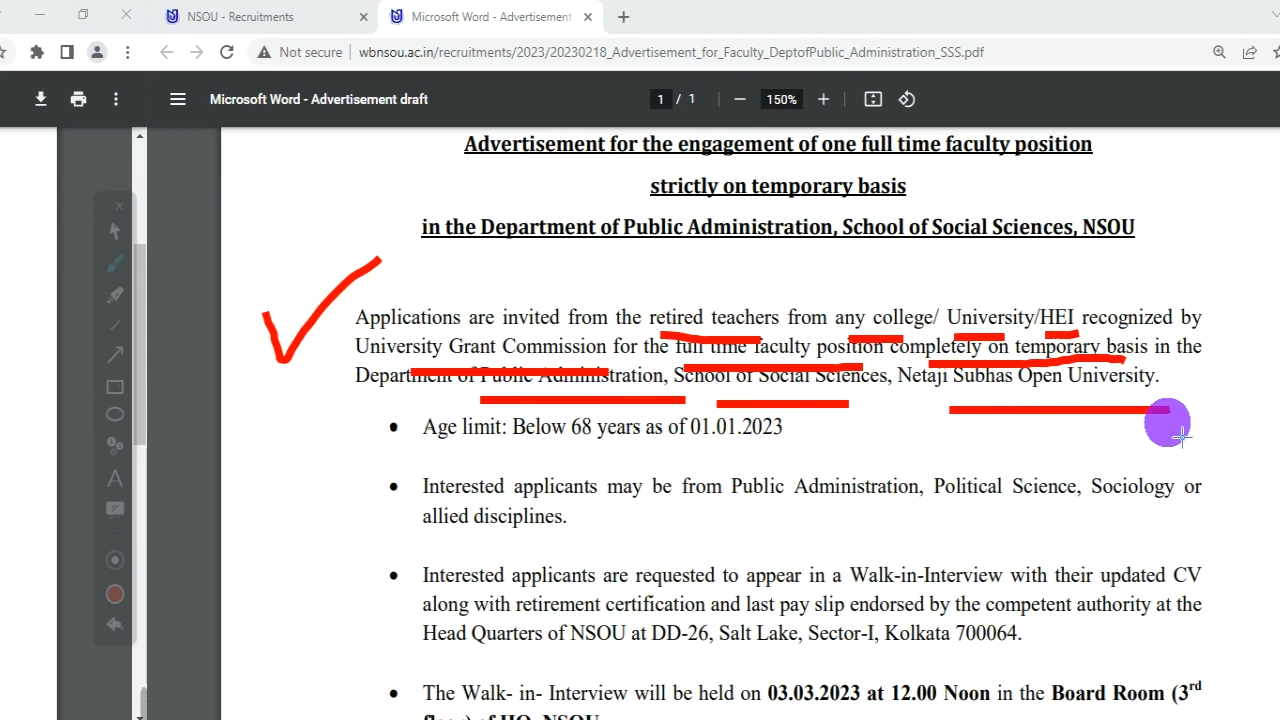 NSOU - Recruitments
Microsoft Word - Advertisement
Not secure
wbnsou.ac.in/recruitments/2023/20230218_Advertisement_for_Faculty_DeptofPublic_Administration_SSS.pdf
Microsoft Word - Advertisement draft
1 / 1
150%
Advertisement for the engagement of one full time faculty position
strictly on temporary basis
in the Department of Public Administration, School of Social Sciences, NSOU
Applications are invited from the retired teachers from any college/ University/HEI recognized by
University Grant Commission for the full time faculty position completely on temporary basis in the
Department of Public Administration, School of Social Sciences, Netaji Subhas Open University.
• Age limit: Below 68 years as of 01.01.2023
• Interested applicants may be from Public Administration, Political Science, Sociology or
allied disciplines.
• Interested applicants are requested to appear in a Walk-in-Interview with their updated CV
along with retirement certification and last pay slip endorsed by the competent authority at the
Head Quarters of NSOU at DD-26, Salt Lake, Sector-I, Kolkata 700064.
• The Walk- in- Interview will be held on 03.03.2023 at 12.00 Noon in the Board Room (3rd
floor) of HQ, NSOU